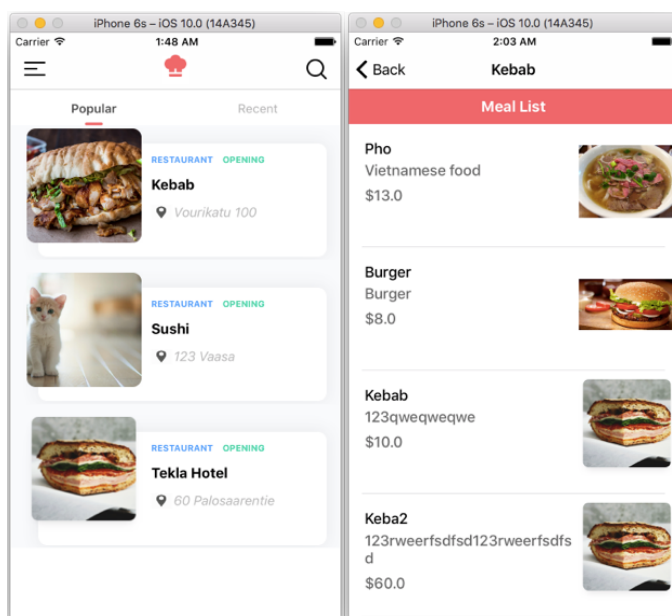 iPhone 6s – iOS 10.0 (14A345)
Carrier 1:48 AM
Popular Recent
RESTAURANT OPENING
Kebab
Vourikatu 100
RESTAURANT OPENING
Sushi
123 Vaasa
RESTAURANT OPENING
Tekla Hotel
60 Palosaarentie
iPhone 6s – iOS 10.0 (14A345)
Carrier 2:03 AM
Back Kebab
Meal List
Pho
Vietnamese food
$13.0
Burger
Burger
$8.0
Kebab
123qweqweqwe
$10.0
Keba2
123rweerfsdfsd123rweerfsdfs
d
$60.0